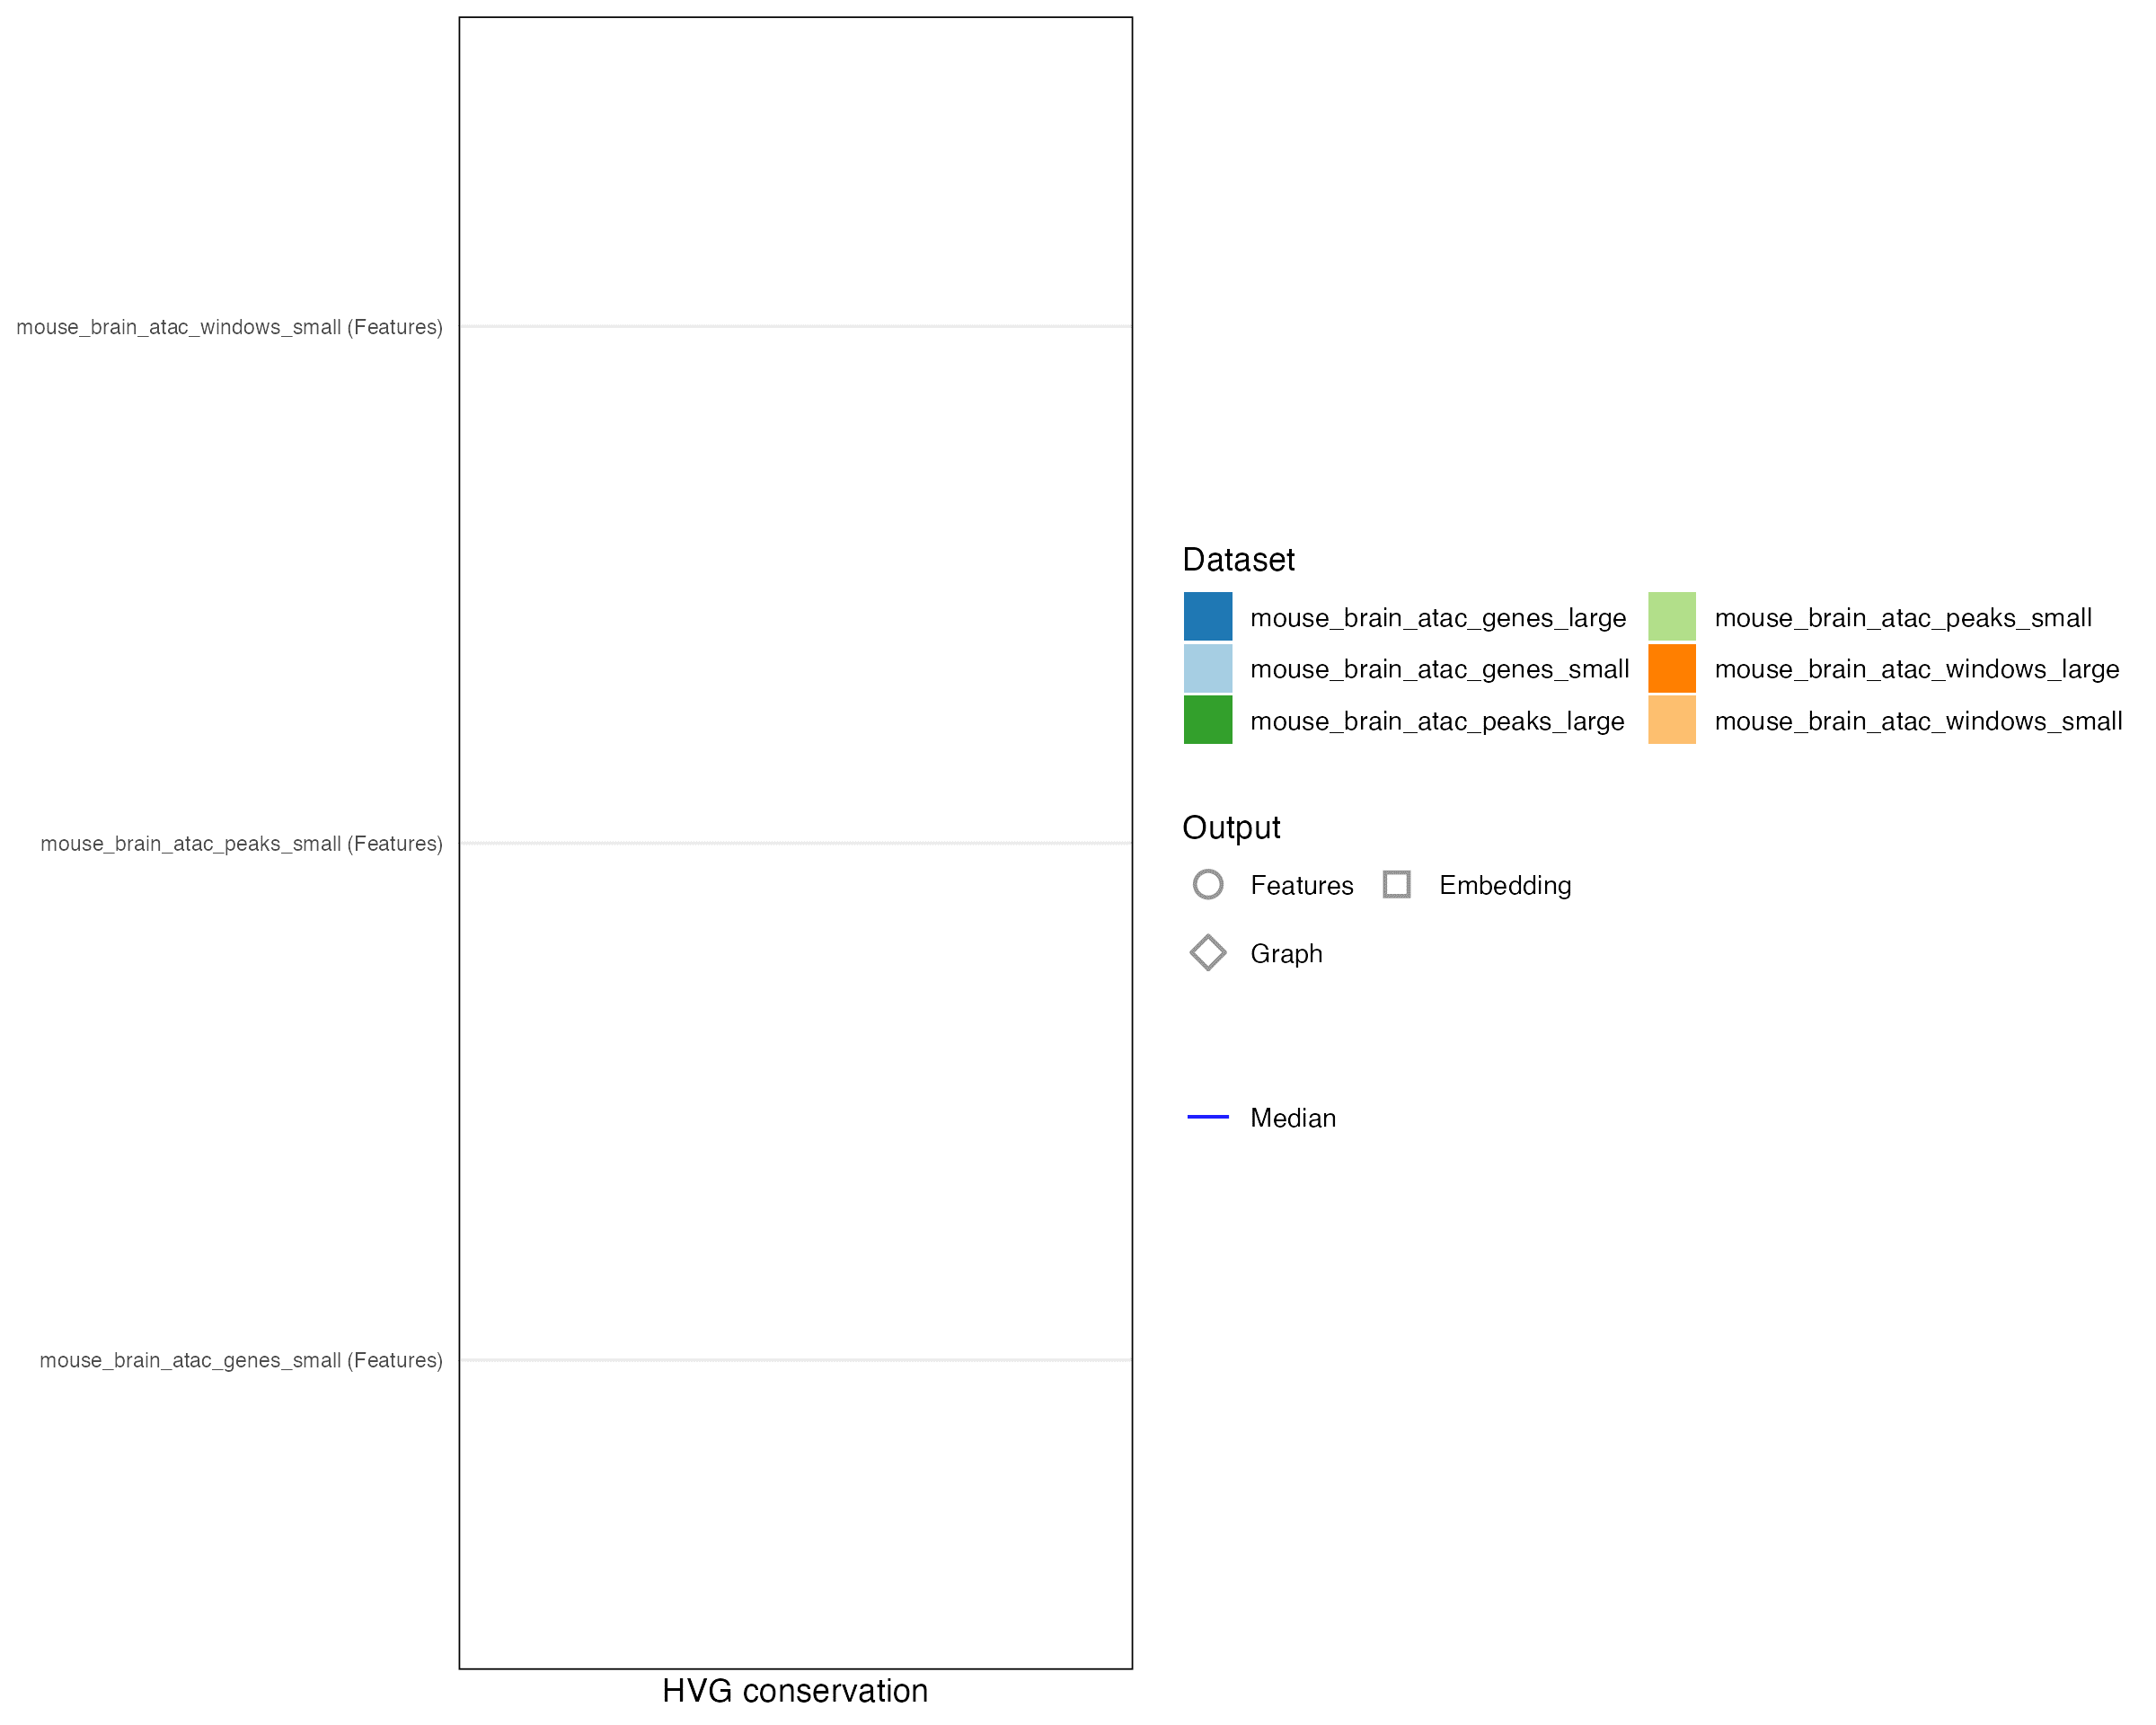 mouse_brain_atac_windows_small (Features)
mouse_brain_atac_peaks_small (Features)
mouse_brain_atac_genes_small (Features)
HVG conservation
Dataset
mouse_brain_atac_genes_large
mouse_brain_atac_genes_small
mouse_brain_atac_peaks_large
mouse_brain_atac_peaks_small
mouse_brain_atac_windows_large
mouse_brain_atac_windows_small
Output
Features
Embedding
Graph
Median